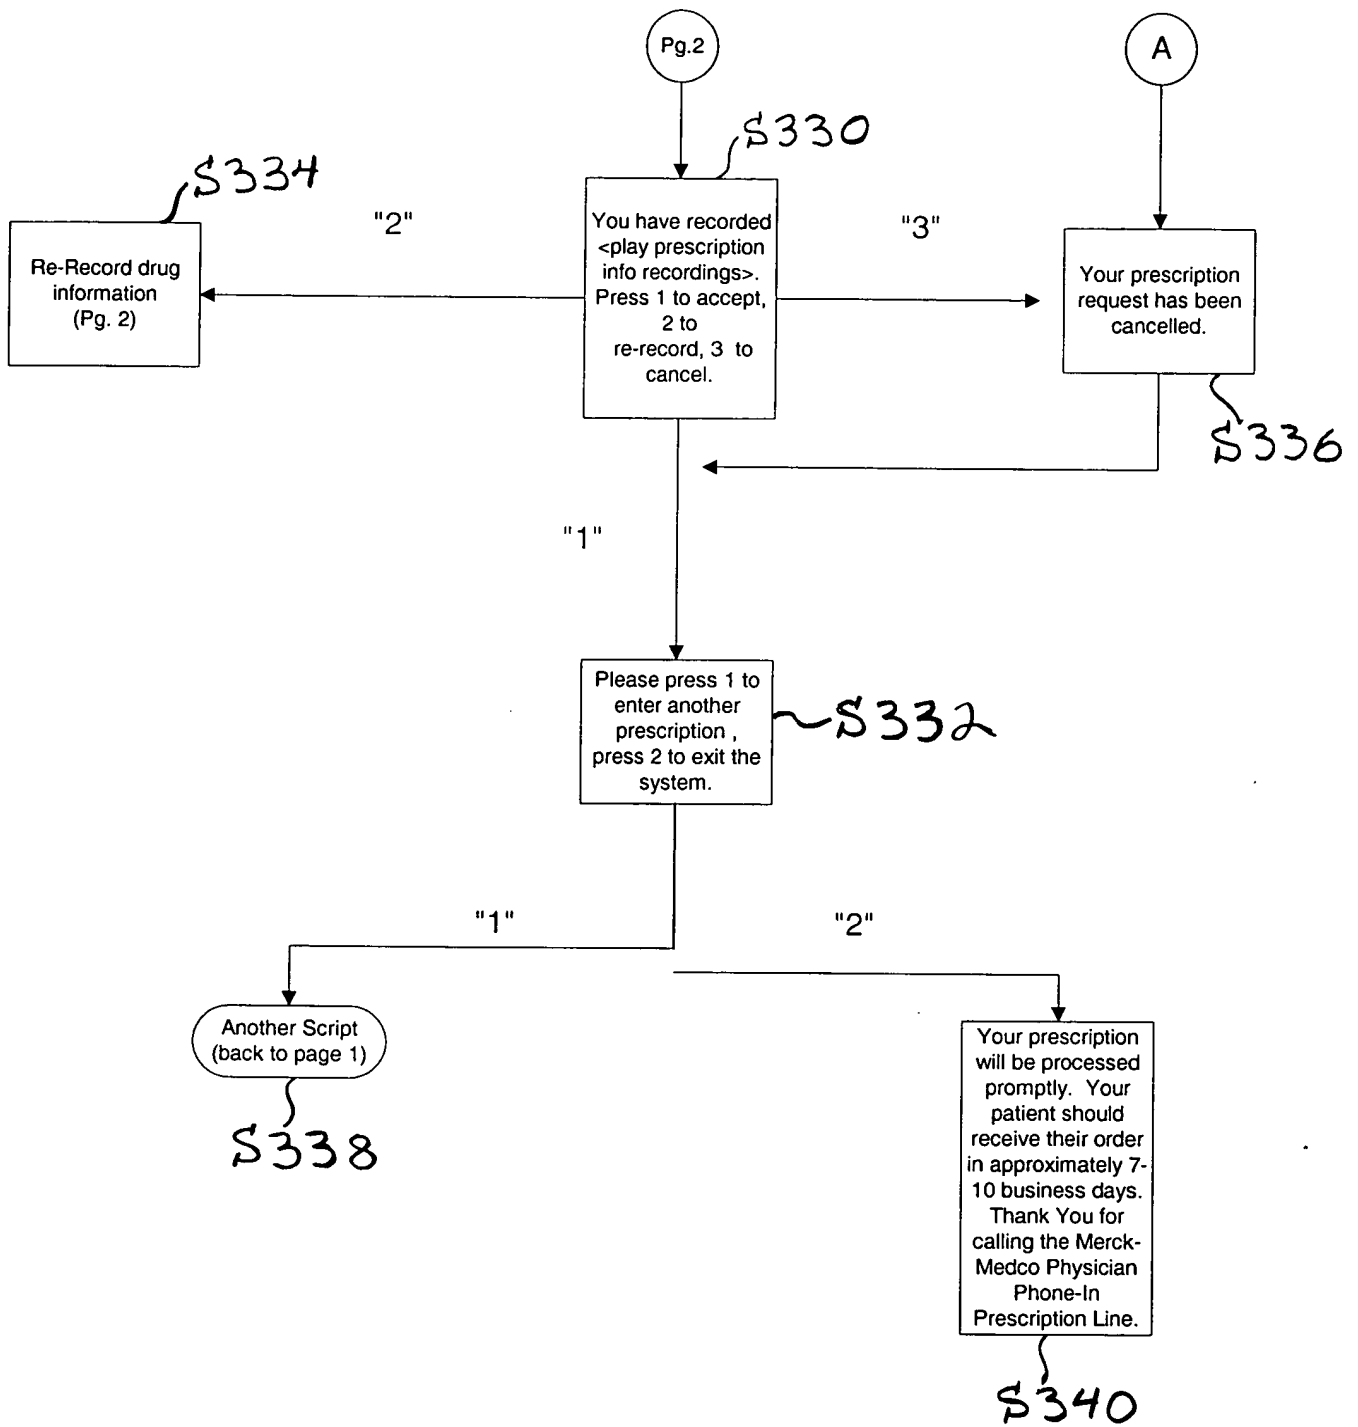 Pg.2
A
S330
S334
"2"
You have recorded
<play prescription
info recordings>.
Press 1 to accept,
2 to
re-record, 3 to
cancel.
"3"
Re-Record drug
information
(Pg. 2)
Your prescription
request has been
cancelled.
S336
"1"
Please press 1 to
enter another
prescription ,
press 2 to exit the
system.
S332
"1"
"2"
Another Script
(back to page 1)
S338
Your prescription
will be processed
promptly. Your
patient should
receive their order
in approximately 7-
10 business days.
Thank You for
calling the Merck-
Medco Physician
Phone-In
Prescription Line.
S340